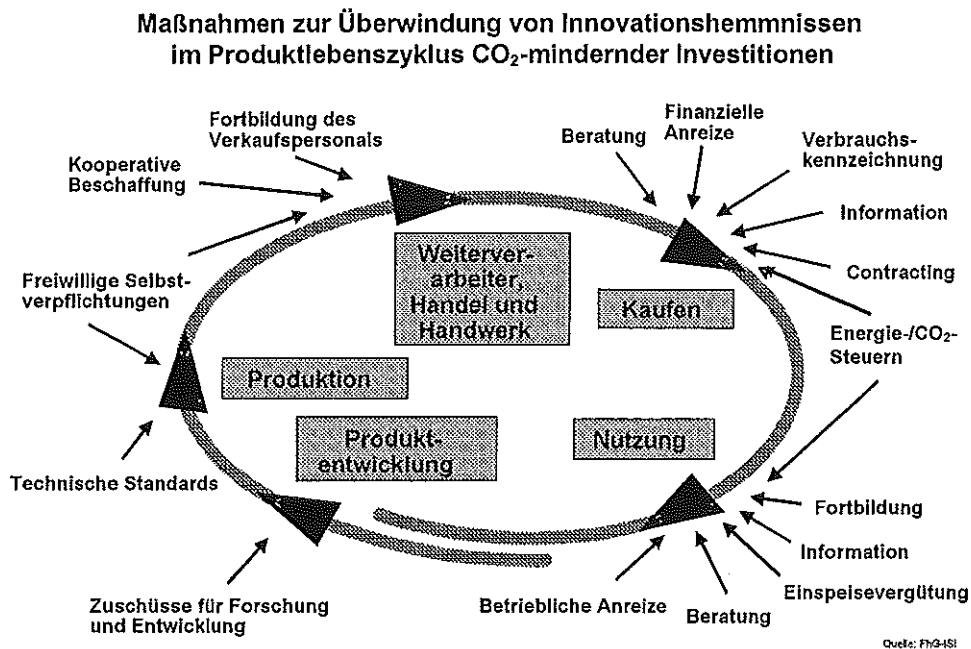 Maßnahmen zur Überwindung von Innovationshemmnissen
im Produktlebenszyklus CO₂-mindernder Investitionen
Fortbildung des
Verkaufspersonals
Kooperative
Beschaffung
Freiwillige Selbst-
verpflichtungen
Technische Standards
Zuschüsse für Forschung
und Entwicklung
Beratung
Finanzielle
Anreize
Verbrauchs-
kennzeichnung
Information
Contracting
Energie-/CO₂-
Steuern
Weiterver-
arbeiter,
Handel und
Handwerk
Kaufen
Produktion
Produkt-
entwicklung
Nutzung
Fortbildung
Information
Einspeisevergütung
Betriebliche Anreize
Beratung
Quelle: FhG-ISI